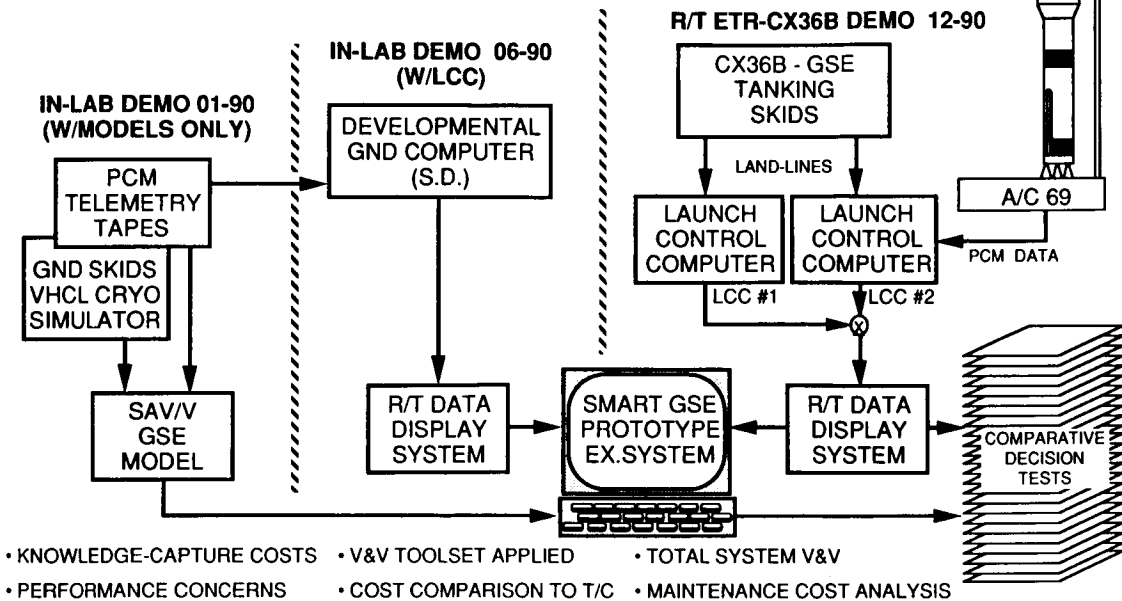 R/T ETR-CX36B DEMO 12-90
IN-LAB DEMO 06-90
(W/LCC)
IN-LAB DEMO 01-90
(W/MODELS ONLY)
CX36B - GSE
TANKING
SKIDS
DEVELOPMENTAL
GND COMPUTER
(S.D.)
PCM
TELEMETRY
TAPES
LAND-LINES
A/C 69
LAUNCH
CONTROL
COMPUTER
LAUNCH
CONTROL
COMPUTER
PCM DATA
GND SKIDS
VHCL CRYO
SIMULATOR
LCC #1
LCC #2
X
SAV/V
GSE
MODEL
R/T DATA
DISPLAY
SYSTEM
SMART GSE
PROTOTYPE
EX.SYSTEM
R/T DATA
DISPLAY
SYSTEM
COMPARATIVE
DECISION
TESTS
• KNOWLEDGE-CAPTURE COSTS
• V&V TOOLSET APPLIED
• TOTAL SYSTEM V&V
• PERFORMANCE CONCERNS
• COST COMPARISON TO T/C
• MAINTENANCE COST ANALYSIS